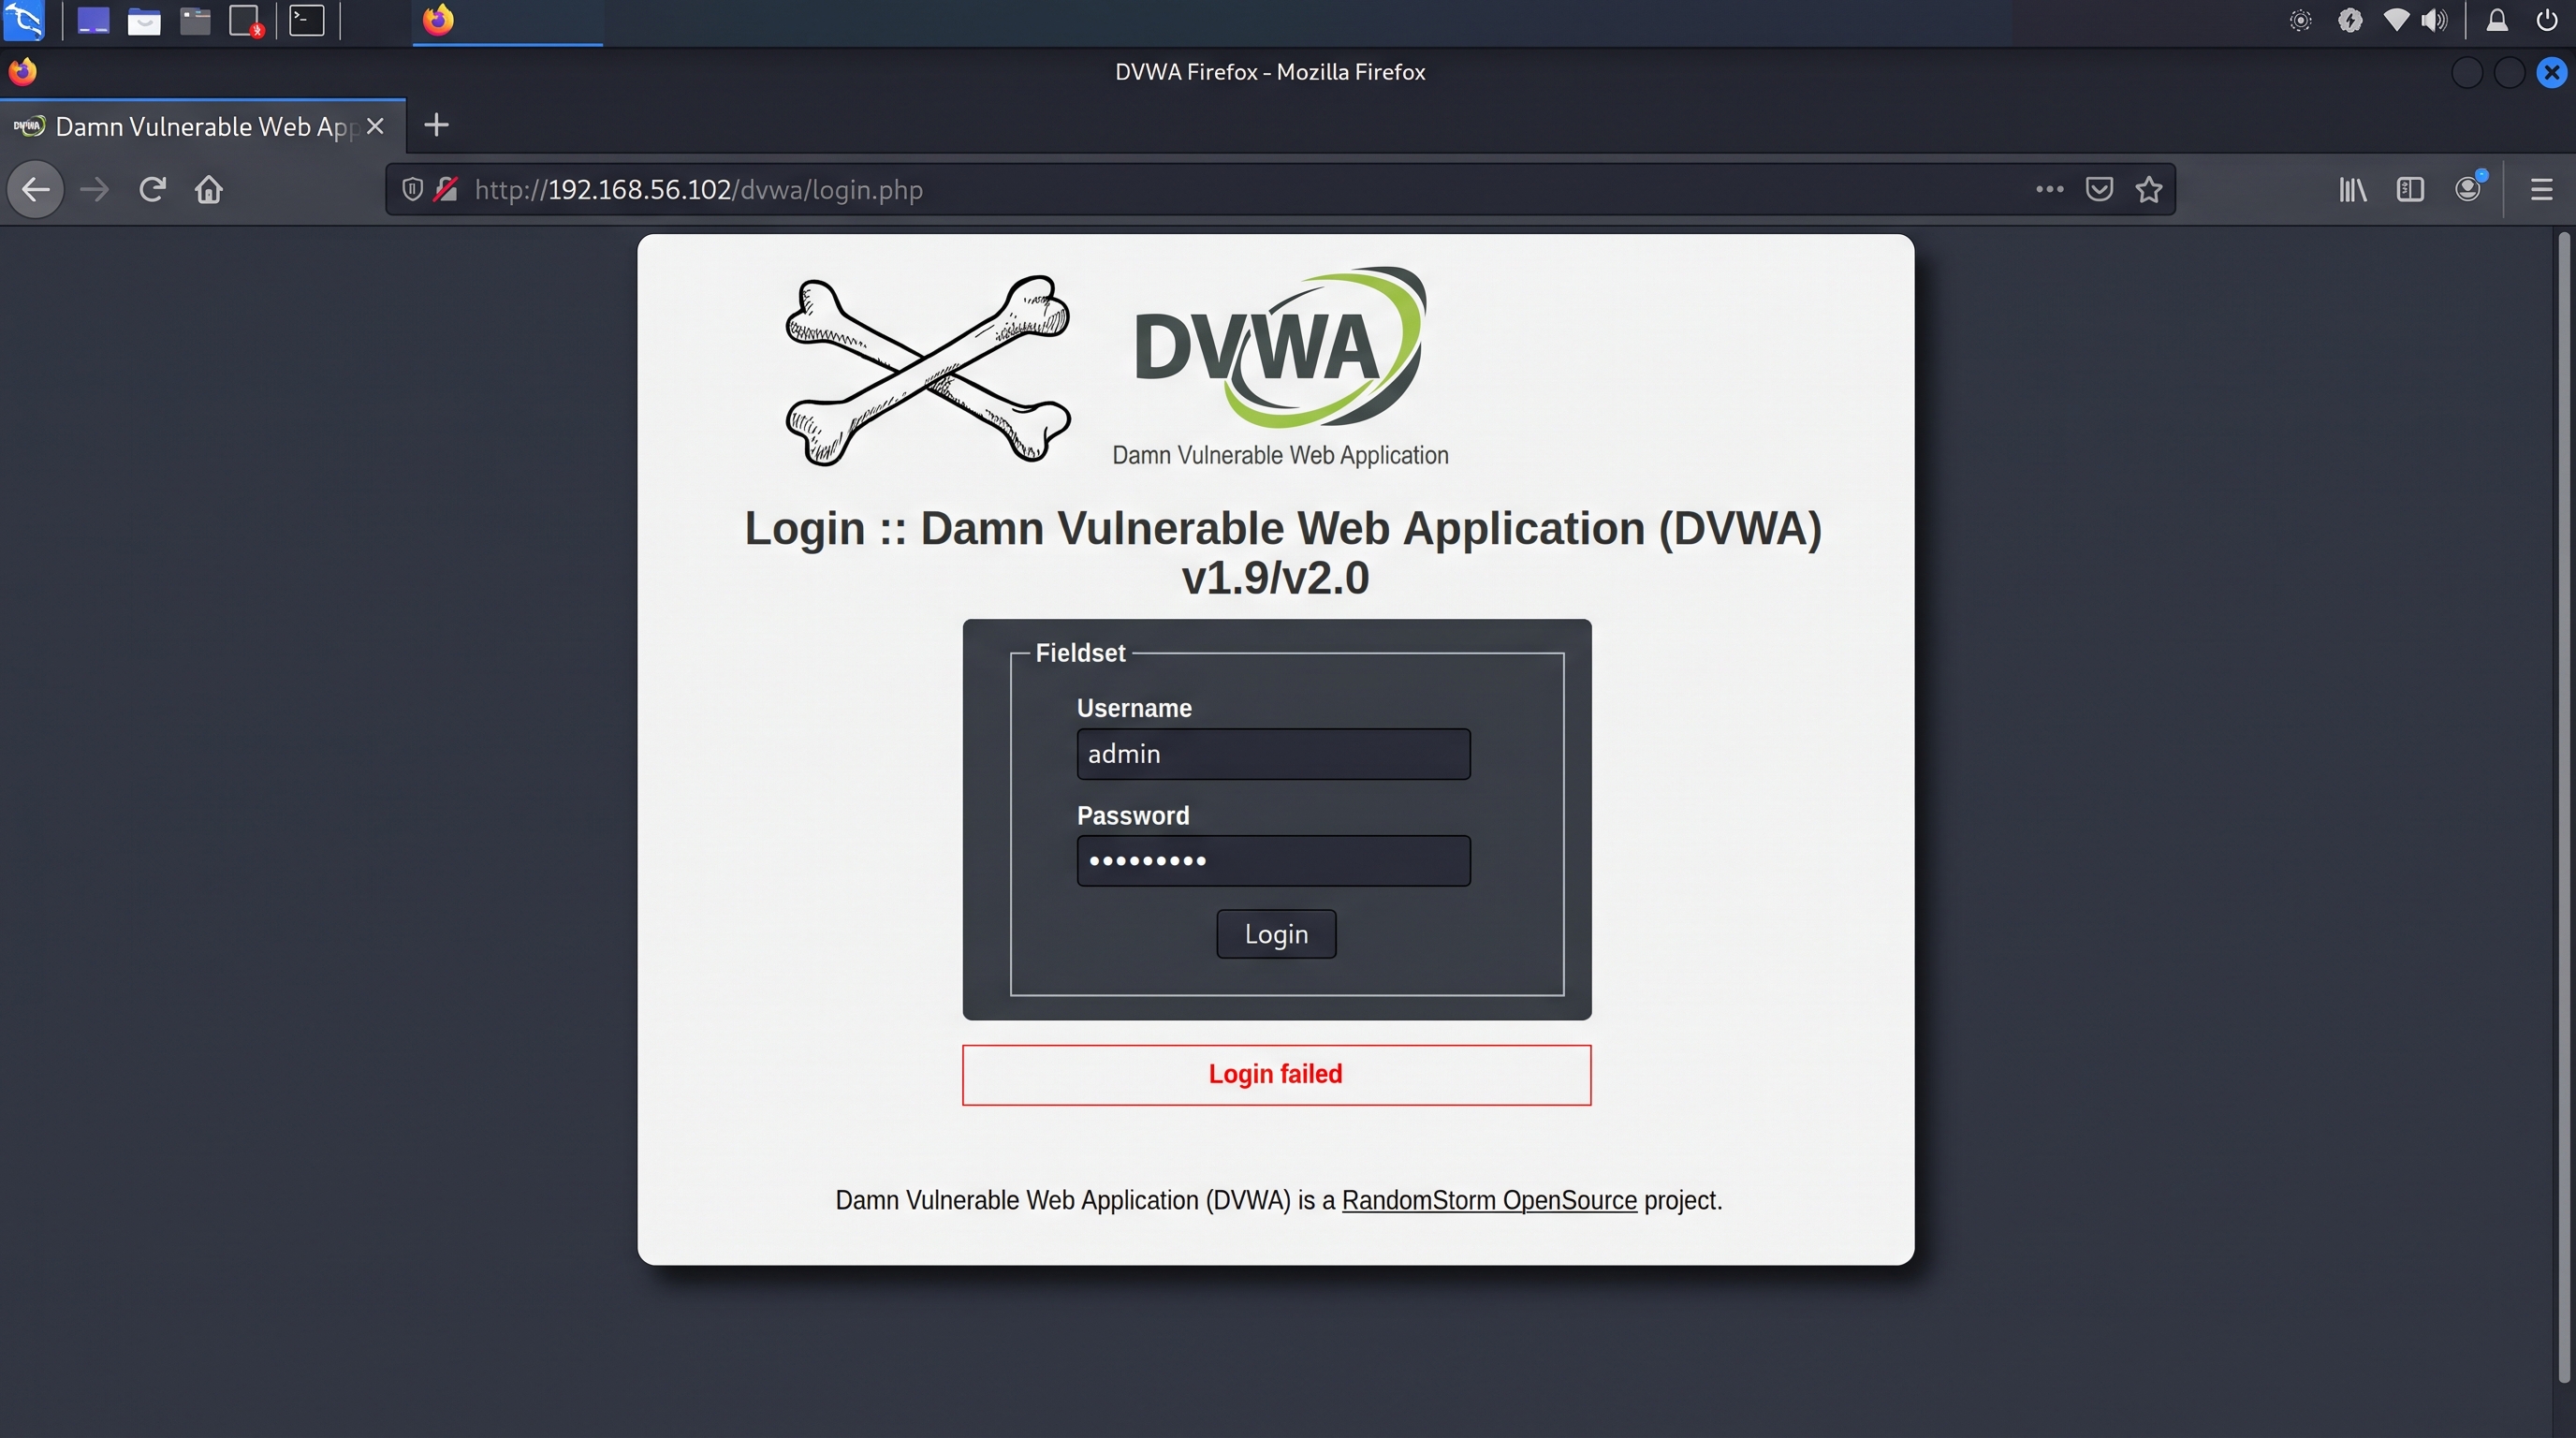 DVWA Firefox - Mozilla Firefox
DVWA Damn Vulnerable Web App
http://192.168.56.102/dvwa/login.php
DVWA
Damn Vulnerable Web Application
Login :: Damn Vulnerable Web Application (DVWA)
v1.9/v2.0
Fieldset
Username
admin
Password
•••••••••
Login
Login failed
Damn Vulnerable Web Application (DVWA) is a RandomStorm OpenSource project.